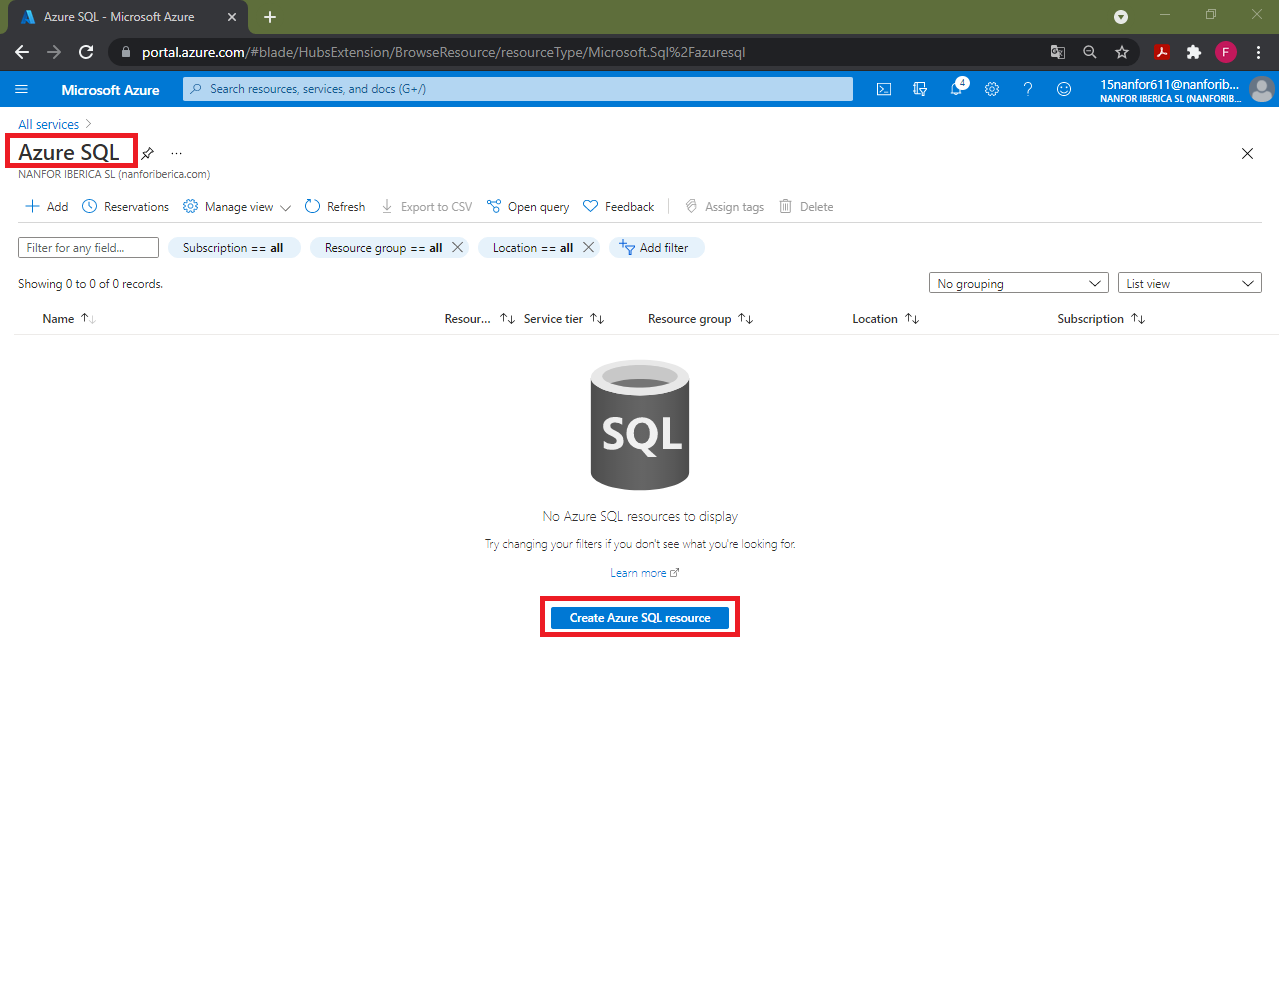 Azure SQL - Microsoft Azure
portal.azure.com/#blade/HubsExtension/BrowseResource/resourceType/Microsoft.Sql%2Fazuresql
F
Microsoft Azure
Search resources, services, and docs (G+/)
4
15nanfor611@nanforib...
NANFOR IBERICA SL (NANFORIB...
All services
Azure SQL
...
NANFOR IBERICA SL (nanforiberica.com)
Add Reservations Manage view Refresh Export to CSV Open query Feedback Assign tags Delete
Filter for any field... Subscription == all Resource group == all Location == all Add filter
Showing 0 to 0 of 0 records. No grouping List view
Name Resour... Service tier Resource group Location Subscription
SQL
No Azure SQL resources to display
Try changing your filters if you don't see what you're looking for.
Learn more
Create Azure SQL resource